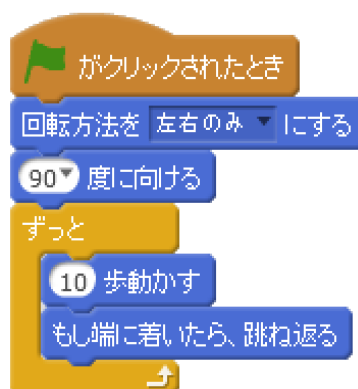 がクリックされたとき
回転方法を 左右のみ にする
90 度に向ける
ずっと
10 歩動かす
もし端に着いたら、跳ね返る